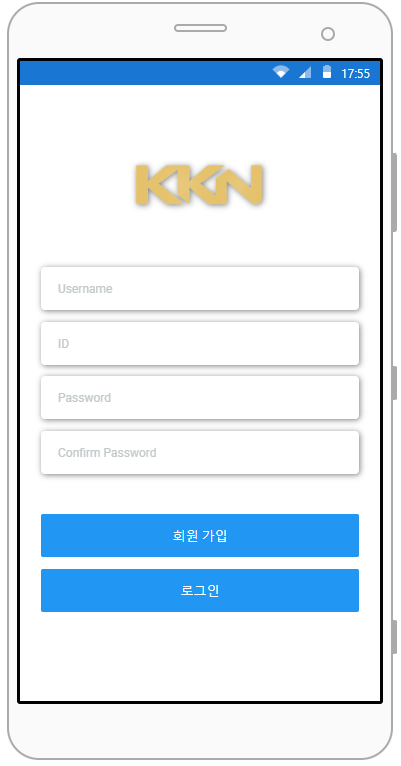 17:55
KKN
Username
ID
Password
Confirm Password
회원 가입
로그인